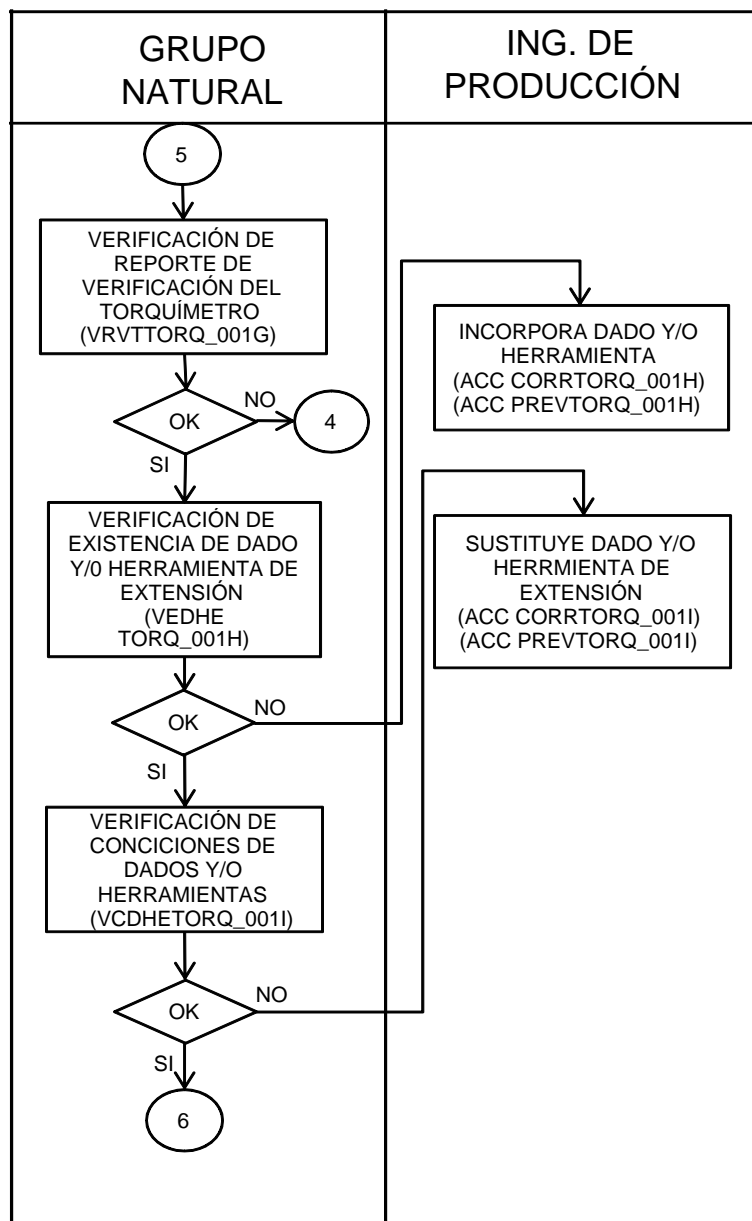 GRUPO
NATURAL
ING. DE
PRODUCCIÓN
5
VERIFICACIÓN DE
REPORTE DE
VERIFICACIÓN DEL
TORQUÍMETRO
(VRVTTORQ_001G)
OK
NO
4
SI
VERIFICACIÓN DE
EXISTENCIA DE DADO
Y/0 HERRAMIENTA DE
EXTENSIÓN
(VEDHE
TORQ_001H)
OK
NO
SI
VERIFICACIÓN DE
CONCICIONES DE
DADOS Y/O
HERRAMIENTAS
(VCDHETORQ_001I)
OK
NO
SI
6
INCORPORA DADO Y/O
HERRAMIENTA
(ACC CORRTORQ_001H)
(ACC PREVTORQ_001H)
SUSTITUYE DADO Y/O
HERRMIENTA DE
EXTENSIÓN
(ACC CORRTORQ_001I)
(ACC PREVTORQ_001I)